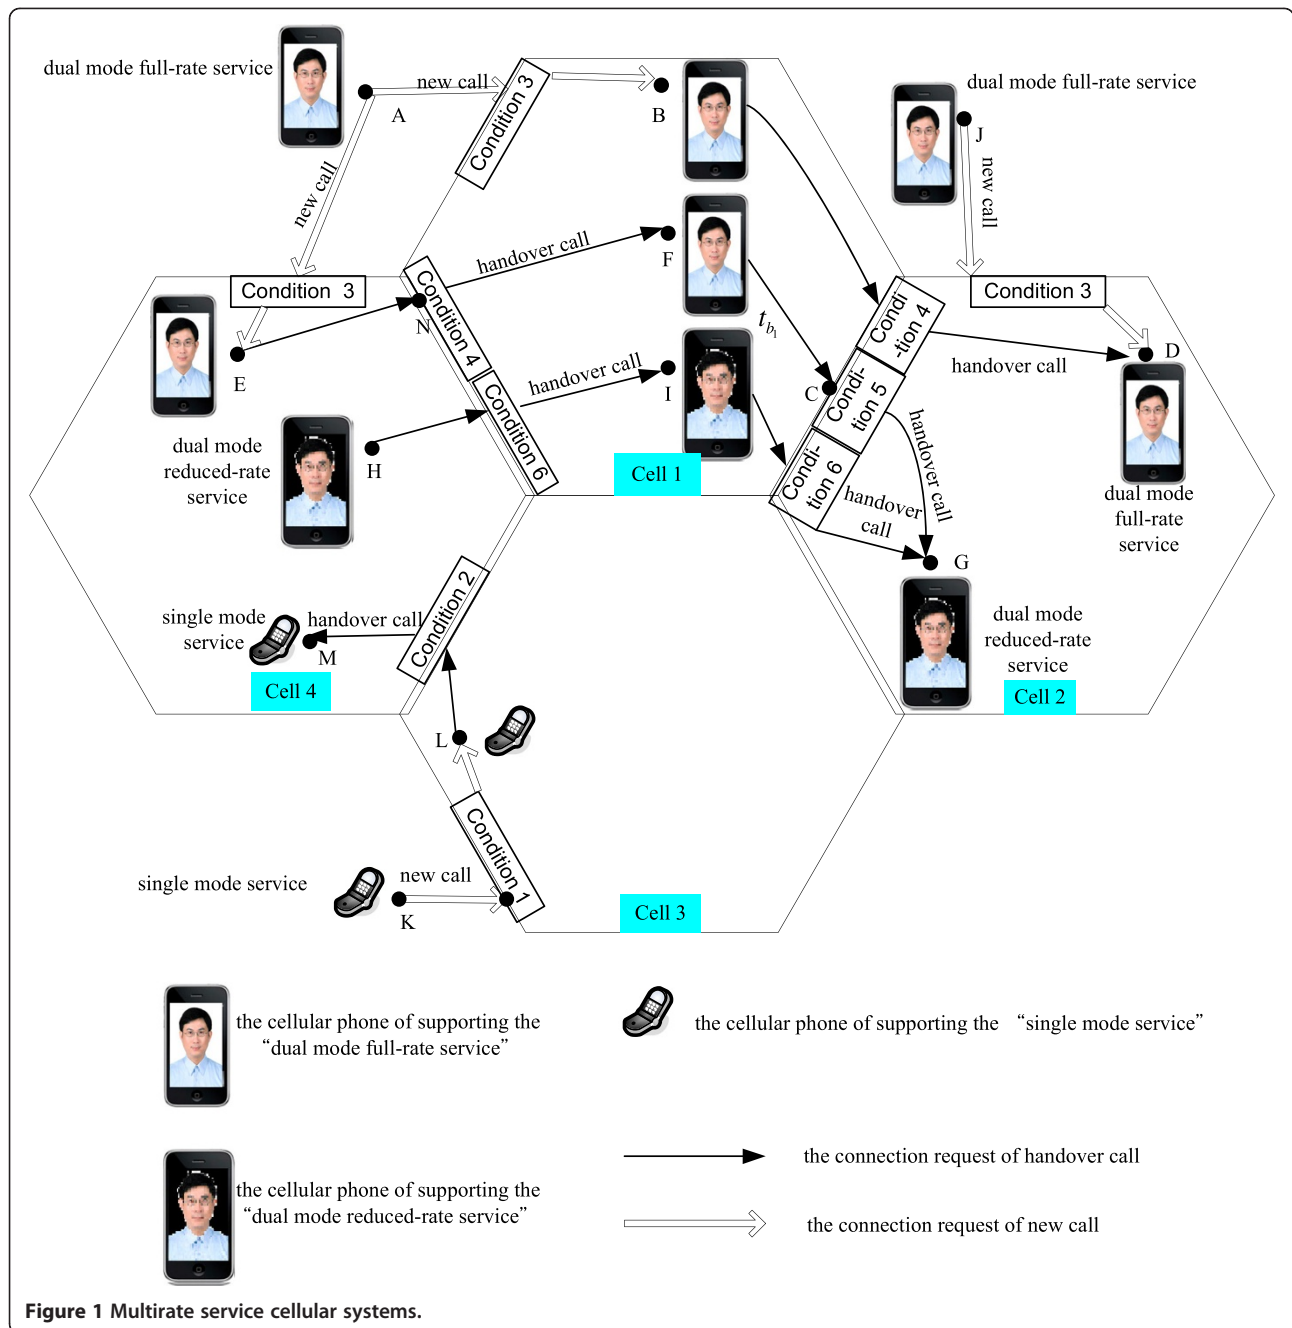 dual mode full-rate service
new call
A
Condition 3
B
dual mode full-rate service
J
new call
new call
Condition 3
handover call
F
Condition 4
N
E
t_{b_1}
Condi
-tion 4
Condition 3
D
handover call
dual mode
reduced-rate
service
H
Condition 6
handover call
I
C
Condi-
tion 5
Condi-
tion 6
handover call
handover
call
Cell 1
dual mode
full-rate
service
G
Condition 2
single mode
service
handover call
M
Cell 4
dual mode
reduced-rate
service
Cell 2
L
Condition 1
single mode service
new call
K
Cell 3
the cellular phone of supporting the
“dual mode full-rate service”
the cellular phone of supporting the “single mode service”
the cellular phone of supporting the
“dual mode reduced-rate service”
the connection request of handover call
the connection request of new call
Figure 1 Multirate service cellular systems.